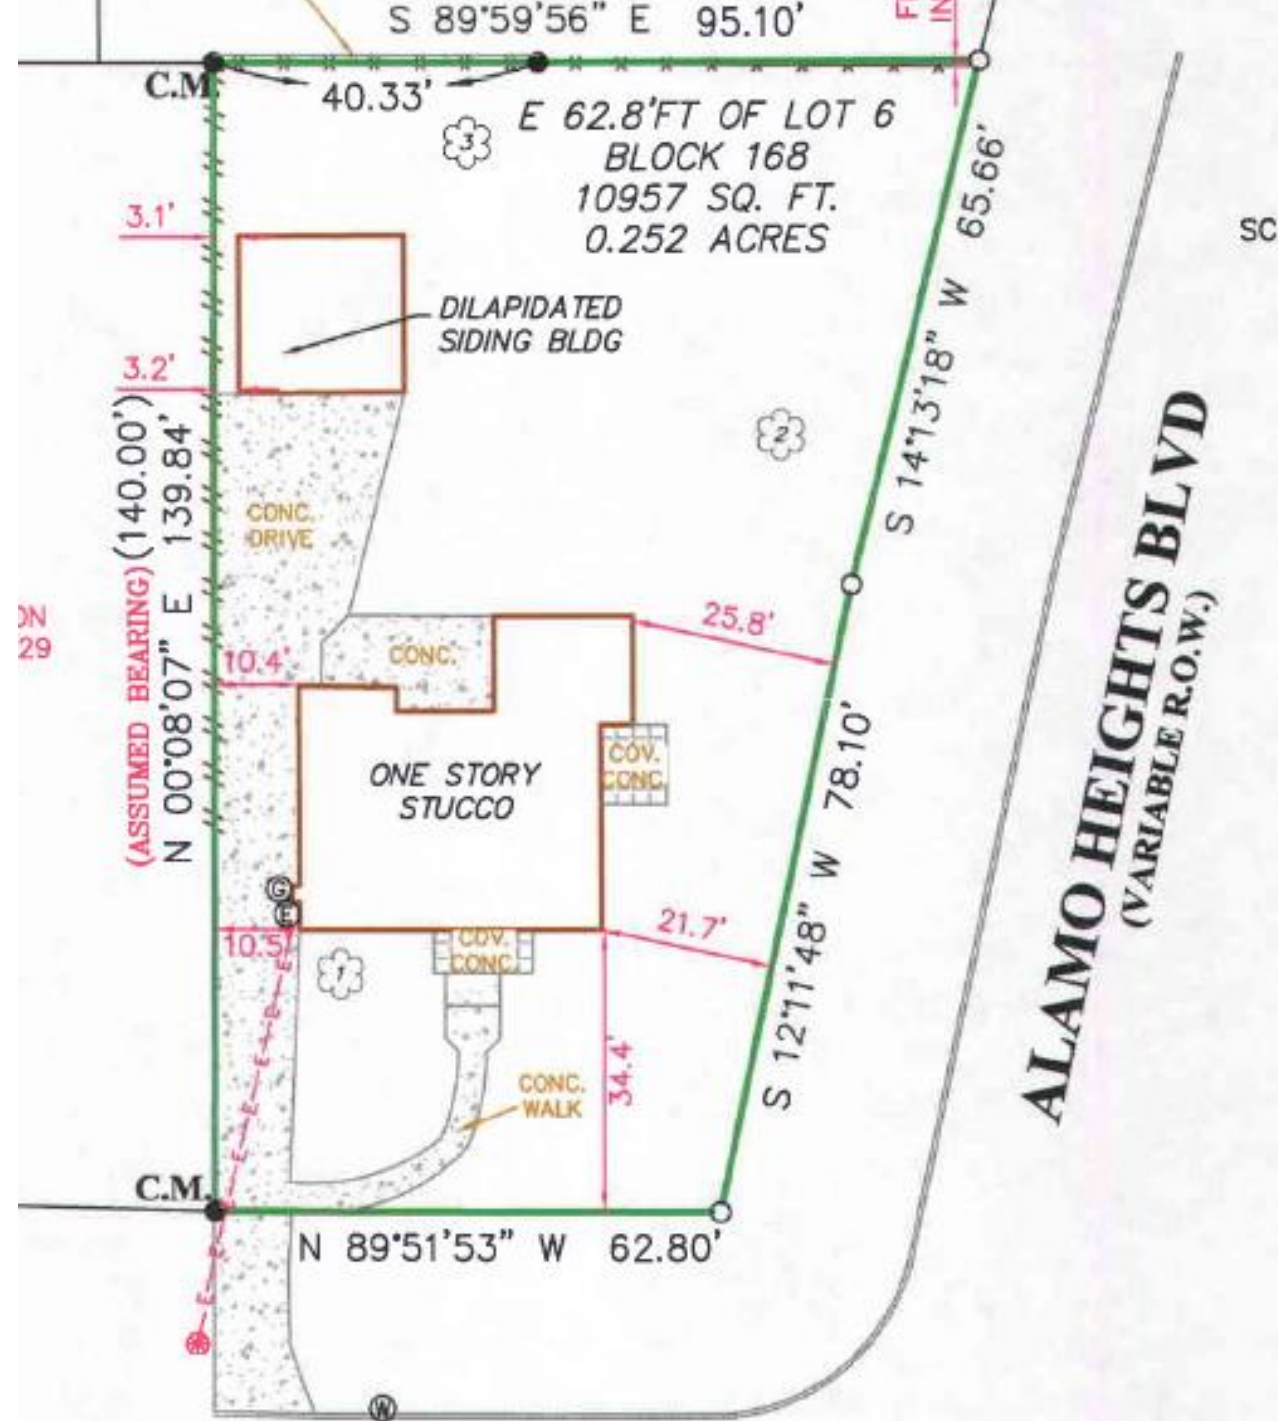 S 89°59'56" E 95.10'
C.M.
40.33'
3
E 62.8'FT OF LOT 6
BLOCK 168
10957 SQ. FT.
0.252 ACRES
S 14°13'18" W 65.66'
SC
3.1'
DILAPIDATED
SIDING BLDG
3.2'
2
CONC.
DRIVE
(ASSUMED BEARING) (140.00')
N 00°08'07" E 139.84'
ON
29
10.4'
CONC.
25.8'
ONE STORY
STUCCO
COV.
CONC.
S 12°11'48" W 78.10'
ALAMO HEIGHTS BLVD
(VARIABLE R.O.W.)
G
E
10.5'
1
COV.
CONC.
21.7'
34.4'
CONC.
WALK
E
E
E
E
E
C.M.
N 89°51'53" W 62.80'
E
W